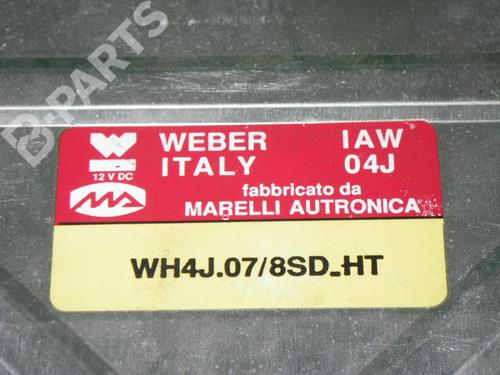 B-PARTS
WEBER IAW
ITALY 04J
12 V DC
fabbricato da
MARELLI AUTRONICA
WH4J.07/8SD_HT